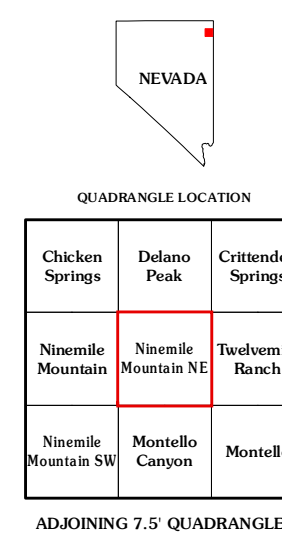 NEVADA
QUADRANGLE LOCATION
Chicken Springs
Delano Peak
Crittende Springs
Ninemile Mountain
Ninemile Mountain NE
Twelvemi Ranch
Ninemile Mountain SW
Montello Canyon
Montell
ADJOINING 7.5' QUADRANGLE